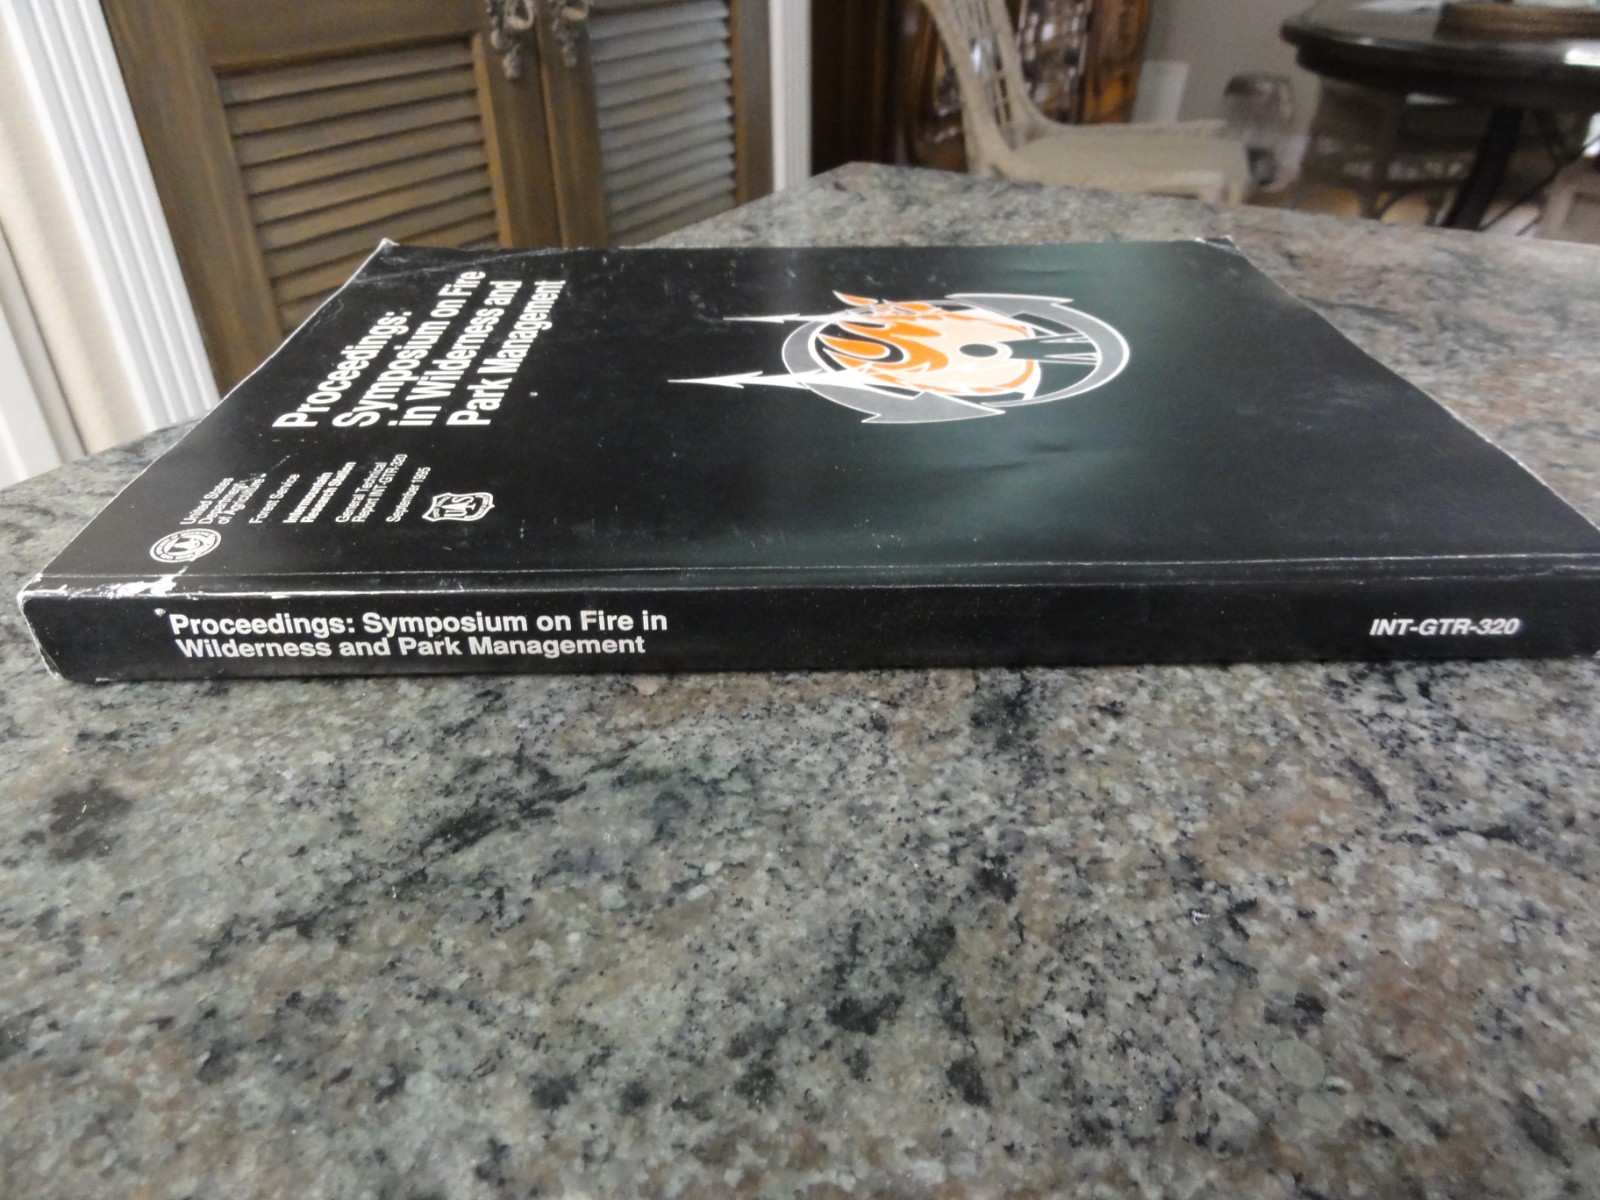 Proceedings:
Symposium on Fire
in Wilderness and
Park Management
United States
Department
of Agriculture
Forest Service
Intermountain
Research Station
General Technical
Report INT-GTR-320
September 1995
U S
Proceedings: Symposium on Fire in
Wilderness and Park Management
INT-GTR-320